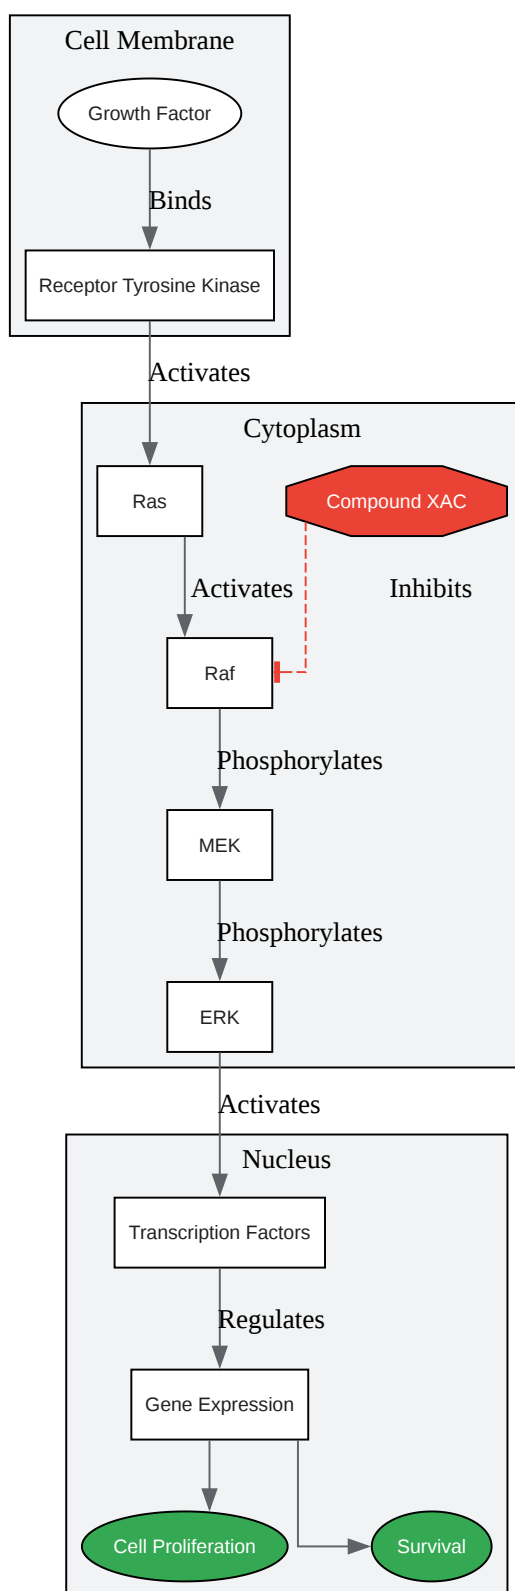 Cell Membrane
Growth Factor
Binds
Receptor Tyrosine Kinase
Activates
Cytoplasm
Ras
Compound XAC
Activates
Inhibits
Raf
Phosphorylates
MEK
Phosphorylates
ERK
Activates
Nucleus
Transcription Factors
Regulates
Gene Expression
Cell Proliferation
Survival